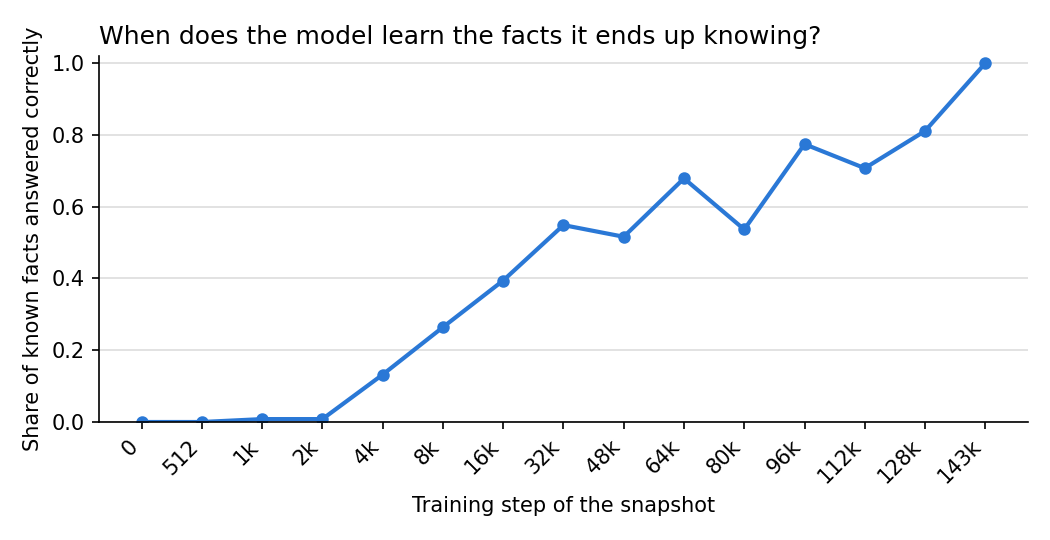 When does the model learn the facts it ends up knowing?
Share of known facts answered correctly
1.0
0.8
0.6
0.4
0.2
0.0
0
512
1k
2k
4k
8k
16k
32k
48k
64k
80k
96k
112k
128k
143k
Training step of the snapshot